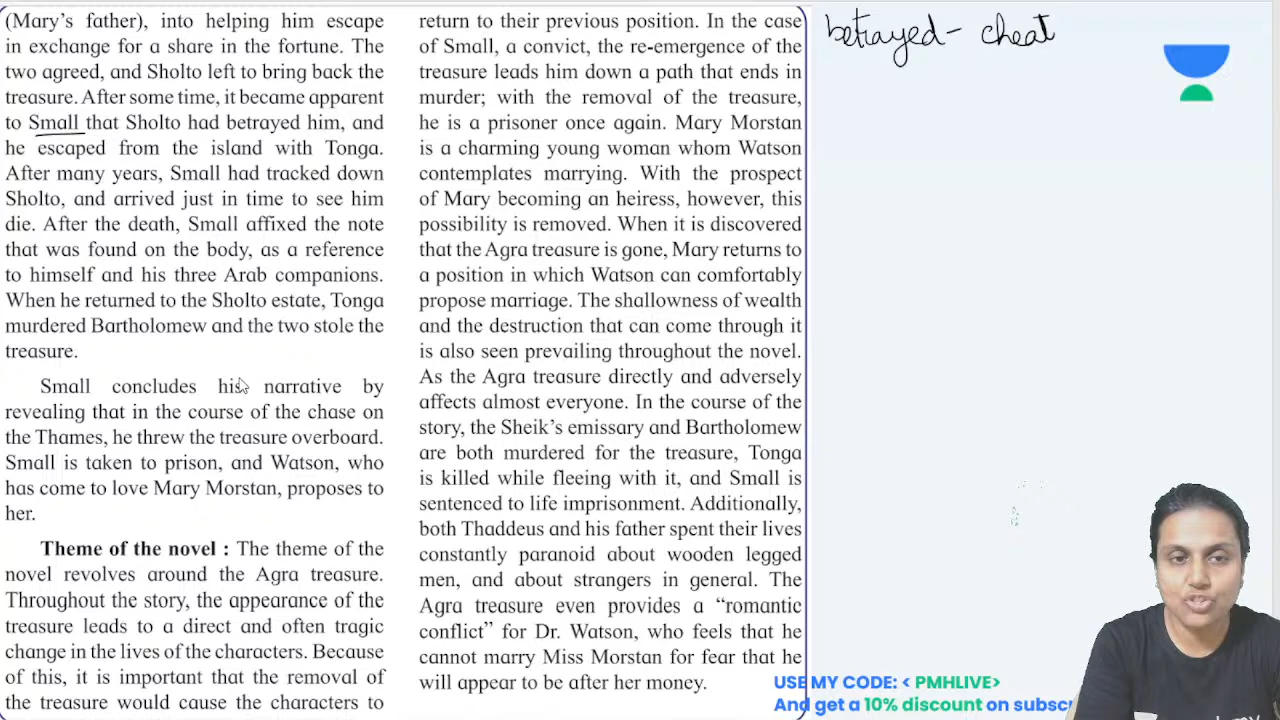 (Mary's father), into helping him escape
in exchange for a share in the fortune. The
two agreed, and Sholto left to bring back the
treasure. After some time, it became apparent
to Small that Sholto had betrayed him, and
he escaped from the island with Tonga.
After many years, Small had tracked down
Sholto, and arrived just in time to see him
die. After the death, Small affixed the note
that was found on the body, as a reference
to himself and his three Arab companions.
When he returned to the Sholto estate, Tonga
murdered Bartholomew and the two stole the
treasure.
Small concludes his narrative by
revealing that in the course of the chase on
the Thames, he threw the treasure overboard.
Small is taken to prison, and Watson, who
has come to love Mary Morstan, proposes to
her.
Theme of the novel : The theme of the
novel revolves around the Agra treasure.
Throughout the story, the appearance of the
treasure leads to a direct and often tragic
change in the lives of the characters. Because
of this, it is important that the removal of
the treasure would cause the characters to
return to their previous position. In the case
of Small, a convict, the re-emergence of the
treasure leads him down a path that ends in
murder; with the removal of the treasure,
he is a prisoner once again. Mary Morstan
is a charming young woman whom Watson
contemplates marrying. With the prospect
of Mary becoming an heiress, however, this
possibility is removed. When it is discovered
that the Agra treasure is gone, Mary returns to
a position in which Watson can comfortably
propose marriage. The shallowness of wealth
and the destruction that can come through it
is also seen prevailing throughout the novel.
As the Agra treasure directly and adversely
affects almost everyone. In the course of the
story, the Sheik's emissary and Bartholomew
are both murdered for the treasure, Tonga
is killed while fleeing with it, and Small is
sentenced to life imprisonment. Additionally,
both Thaddeus and his father spent their lives
constantly paranoid about wooden legged
men, and about strangers in general. The
Agra treasure even provides a “romantic
conflict” for Dr. Watson, who feels that he
cannot marry Miss Morstan for fear that he
will appear to be after her money.
betrayed - cheat
USE MY CODE: < PMHLIVE>
And get a 10% discount on subsc